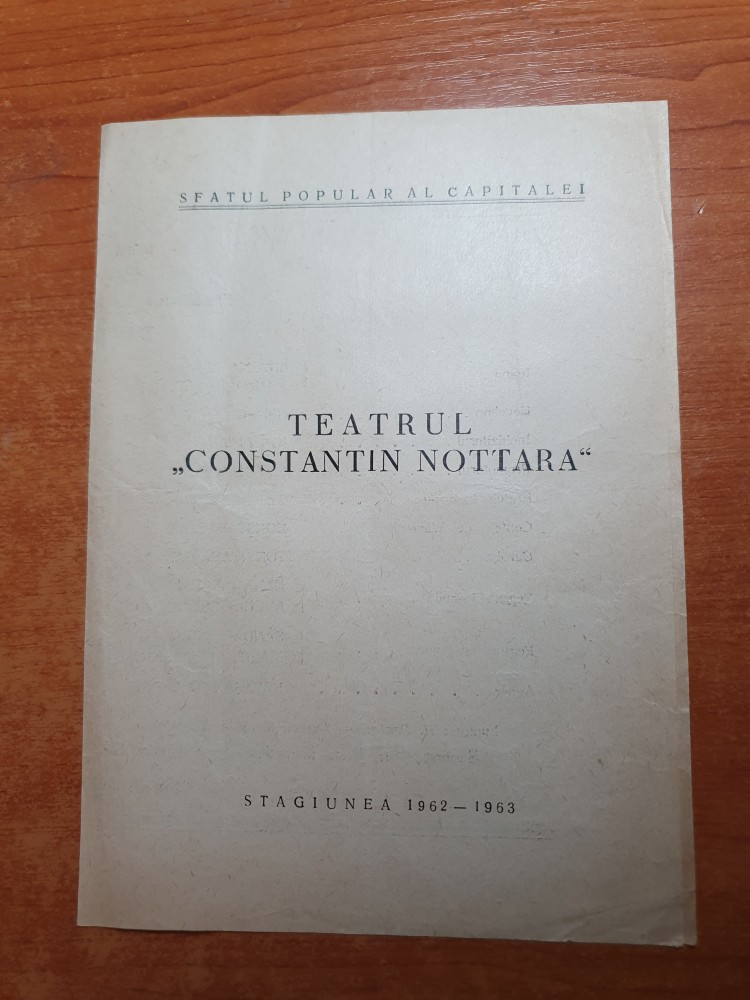 SFATUL POPULAR AL CAPITALEI
TEATRUL
„CONSTANTIN NOTTARA“
STAGIUNEA 1962—1963